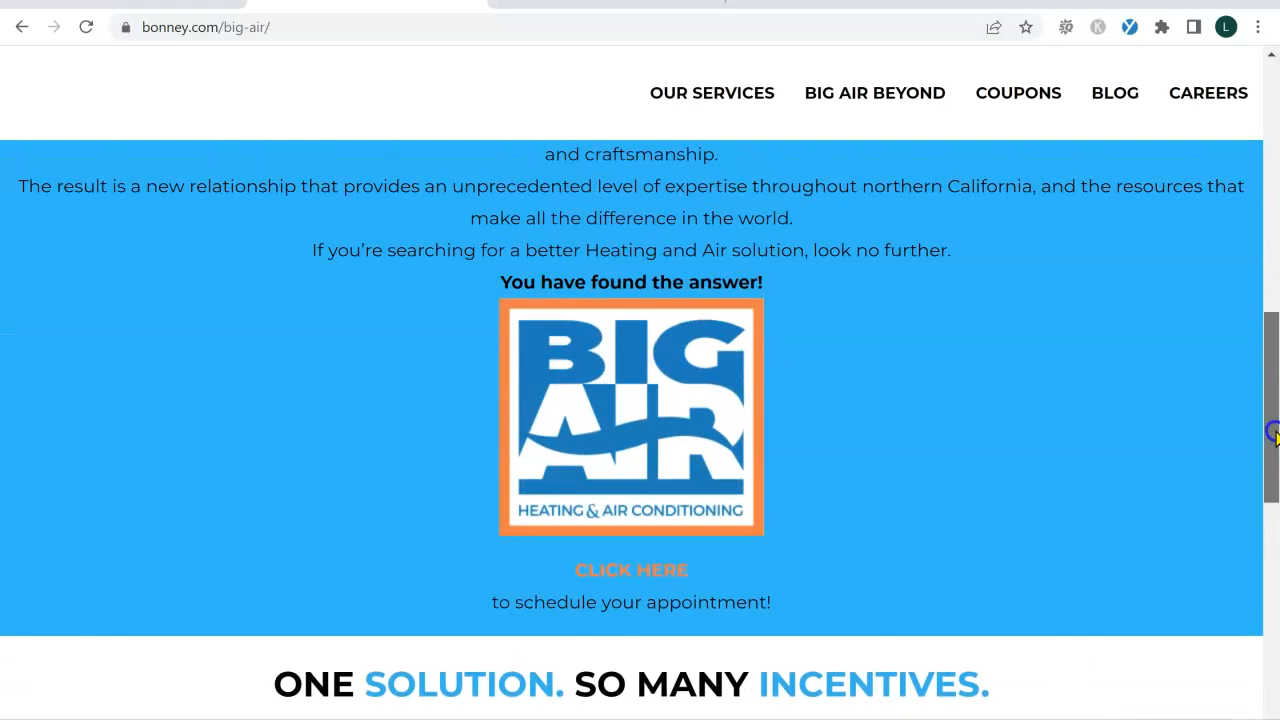 bonney.com/big-air/
L
OUR SERVICES BIG AIR BEYOND COUPONS BLOG CAREERS
and craftsmanship.
The result is a new relationship that provides an unprecedented level of expertise throughout northern California, and the resources that
make all the difference in the world.
If you're searching for a better Heating and Air solution, look no further.
You have found the answer!
BIG
AIR
HEATING & AIR CONDITIONING
CLICK HERE
to schedule your appointment!
ONE SOLUTION. SO MANY INCENTIVES.